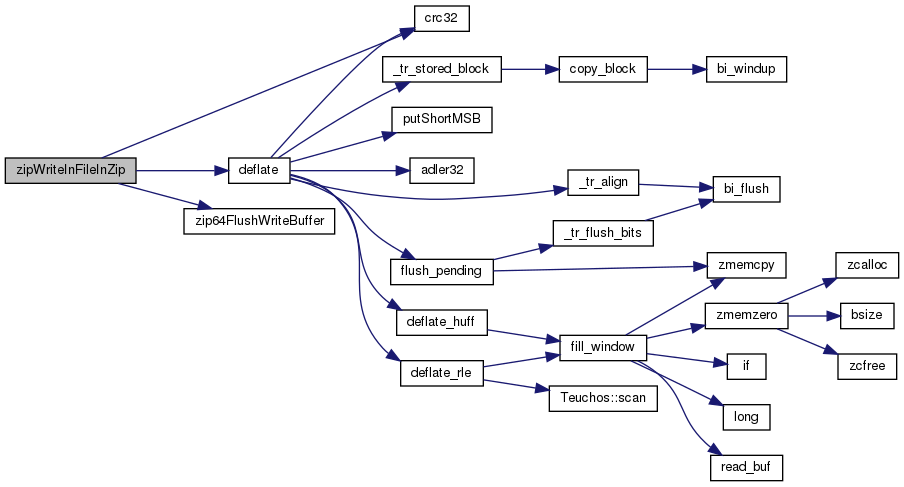 crc32
_tr_stored_block
copy_block
bi_windup
putShortMSB
zipWriteInFileInZip
deflate
adler32
_tr_align
bi_flush
zip64FlushWriteBuffer
_tr_flush_bits
flush_pending
zmemcpy
zcalloc
deflate_huff
zmemzero
bsize
fill_window
if
zcfree
deflate_rle
Teuchos::scan
long
read_buf